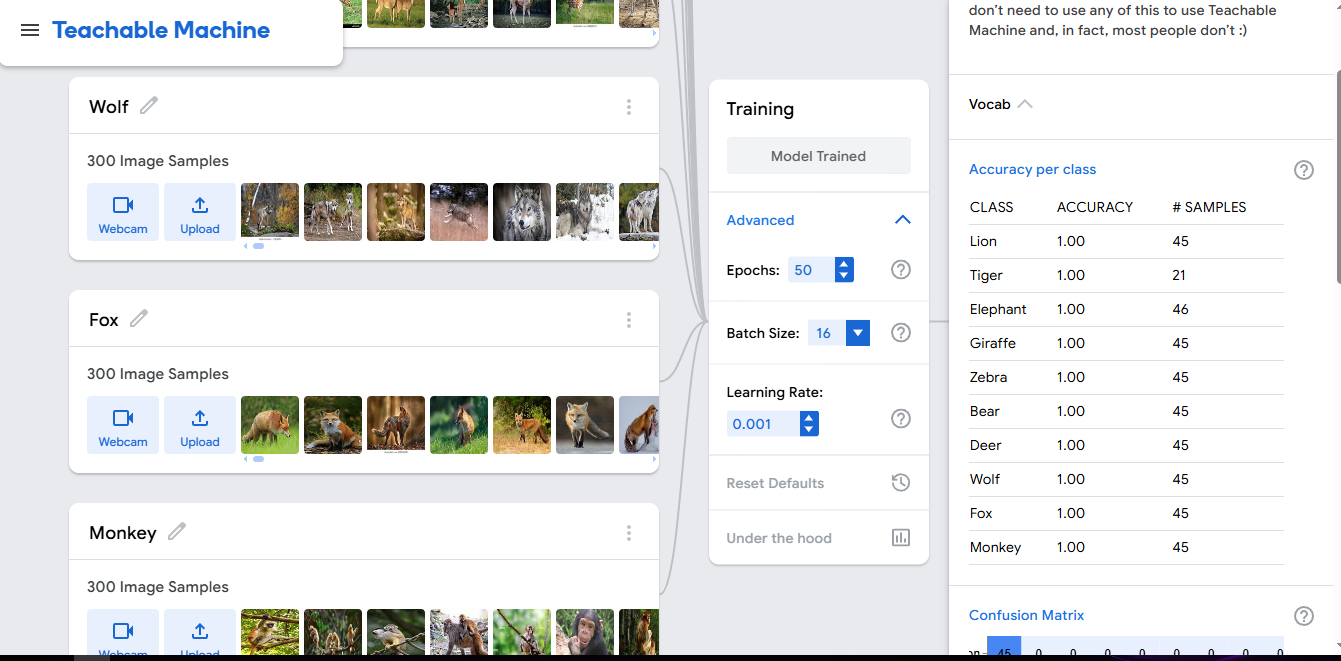 Teachable Machine
Wolf
300 Image Samples
Webcam
Upload
Fox
300 Image Samples
Webcam
Upload
Monkey
300 Image Samples
Webcam
Upload
Training
Model Trained
Advanced
Epochs: 50
Batch Size: 16
Learning Rate:
0.001
Reset Defaults
Under the hood
don't need to use any of this to use Teachable
Machine and, in fact, most people don't :)
Vocab
Accuracy per class
CLASS ACCURACY # SAMPLES
Lion 1.00 45
Tiger 1.00 21
Elephant 1.00 46
Giraffe 1.00 45
Zebra 1.00 45
Bear 1.00 45
Deer 1.00 45
Wolf 1.00 45
Fox 1.00 45
Monkey 1.00 45
Confusion Matrix
45 0 0 0 0 0 0 0